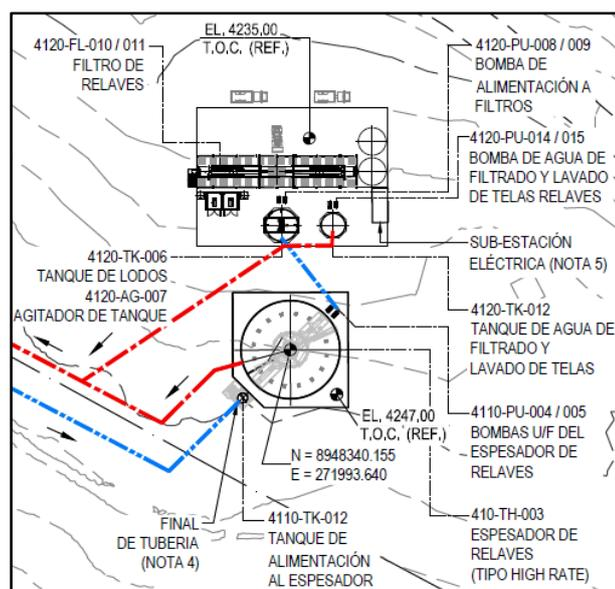 4120-FL-010 / 011
FILTRO DE
RELAVES
EL. 4235,00
T.O.C. (REF.)
4120-PU-008 / 009
BOMBA DE
ALIMENTACIÓN A
FILTROS
4120-PU-014 / 015
BOMBA DE AGUA DE
FILTRADO Y LAVADO
DE TELAS RELAVES
SUB-ESTACIÓN
ELÉCTRICA (NOTA 5)
4120-TK-006
TANQUE DE LODOS
4120-AG-007
AGITADOR DE TANQUE
4120-TK-012
TANQUE DE AGUA DE
FILTRADO Y
LAVADO DE TELAS
EL, 4247,00
T.O.C. (REF.)
4110-PU-004 / 005
BOMBAS U/F DEL
ESPESADOR DE
RELAVES
N = 8948340.155
E = 271993.640
FINAL
DE TUBERIA
(NOTA 4)
4110-TK-012
TANQUE DE
ALIMENTACIÓN
AL ESPESADOR
410-TH-003
ESPESADOR DE
RELAVES
(TIPO HIGH RATE)